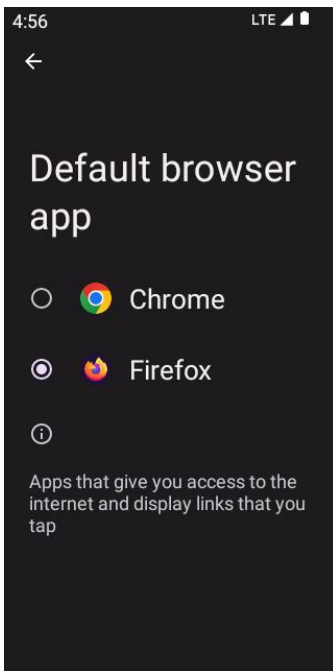 4:56
LTE
Default browser
app
Chrome
Firefox
Apps that give you access to the
internet and display links that you
tap